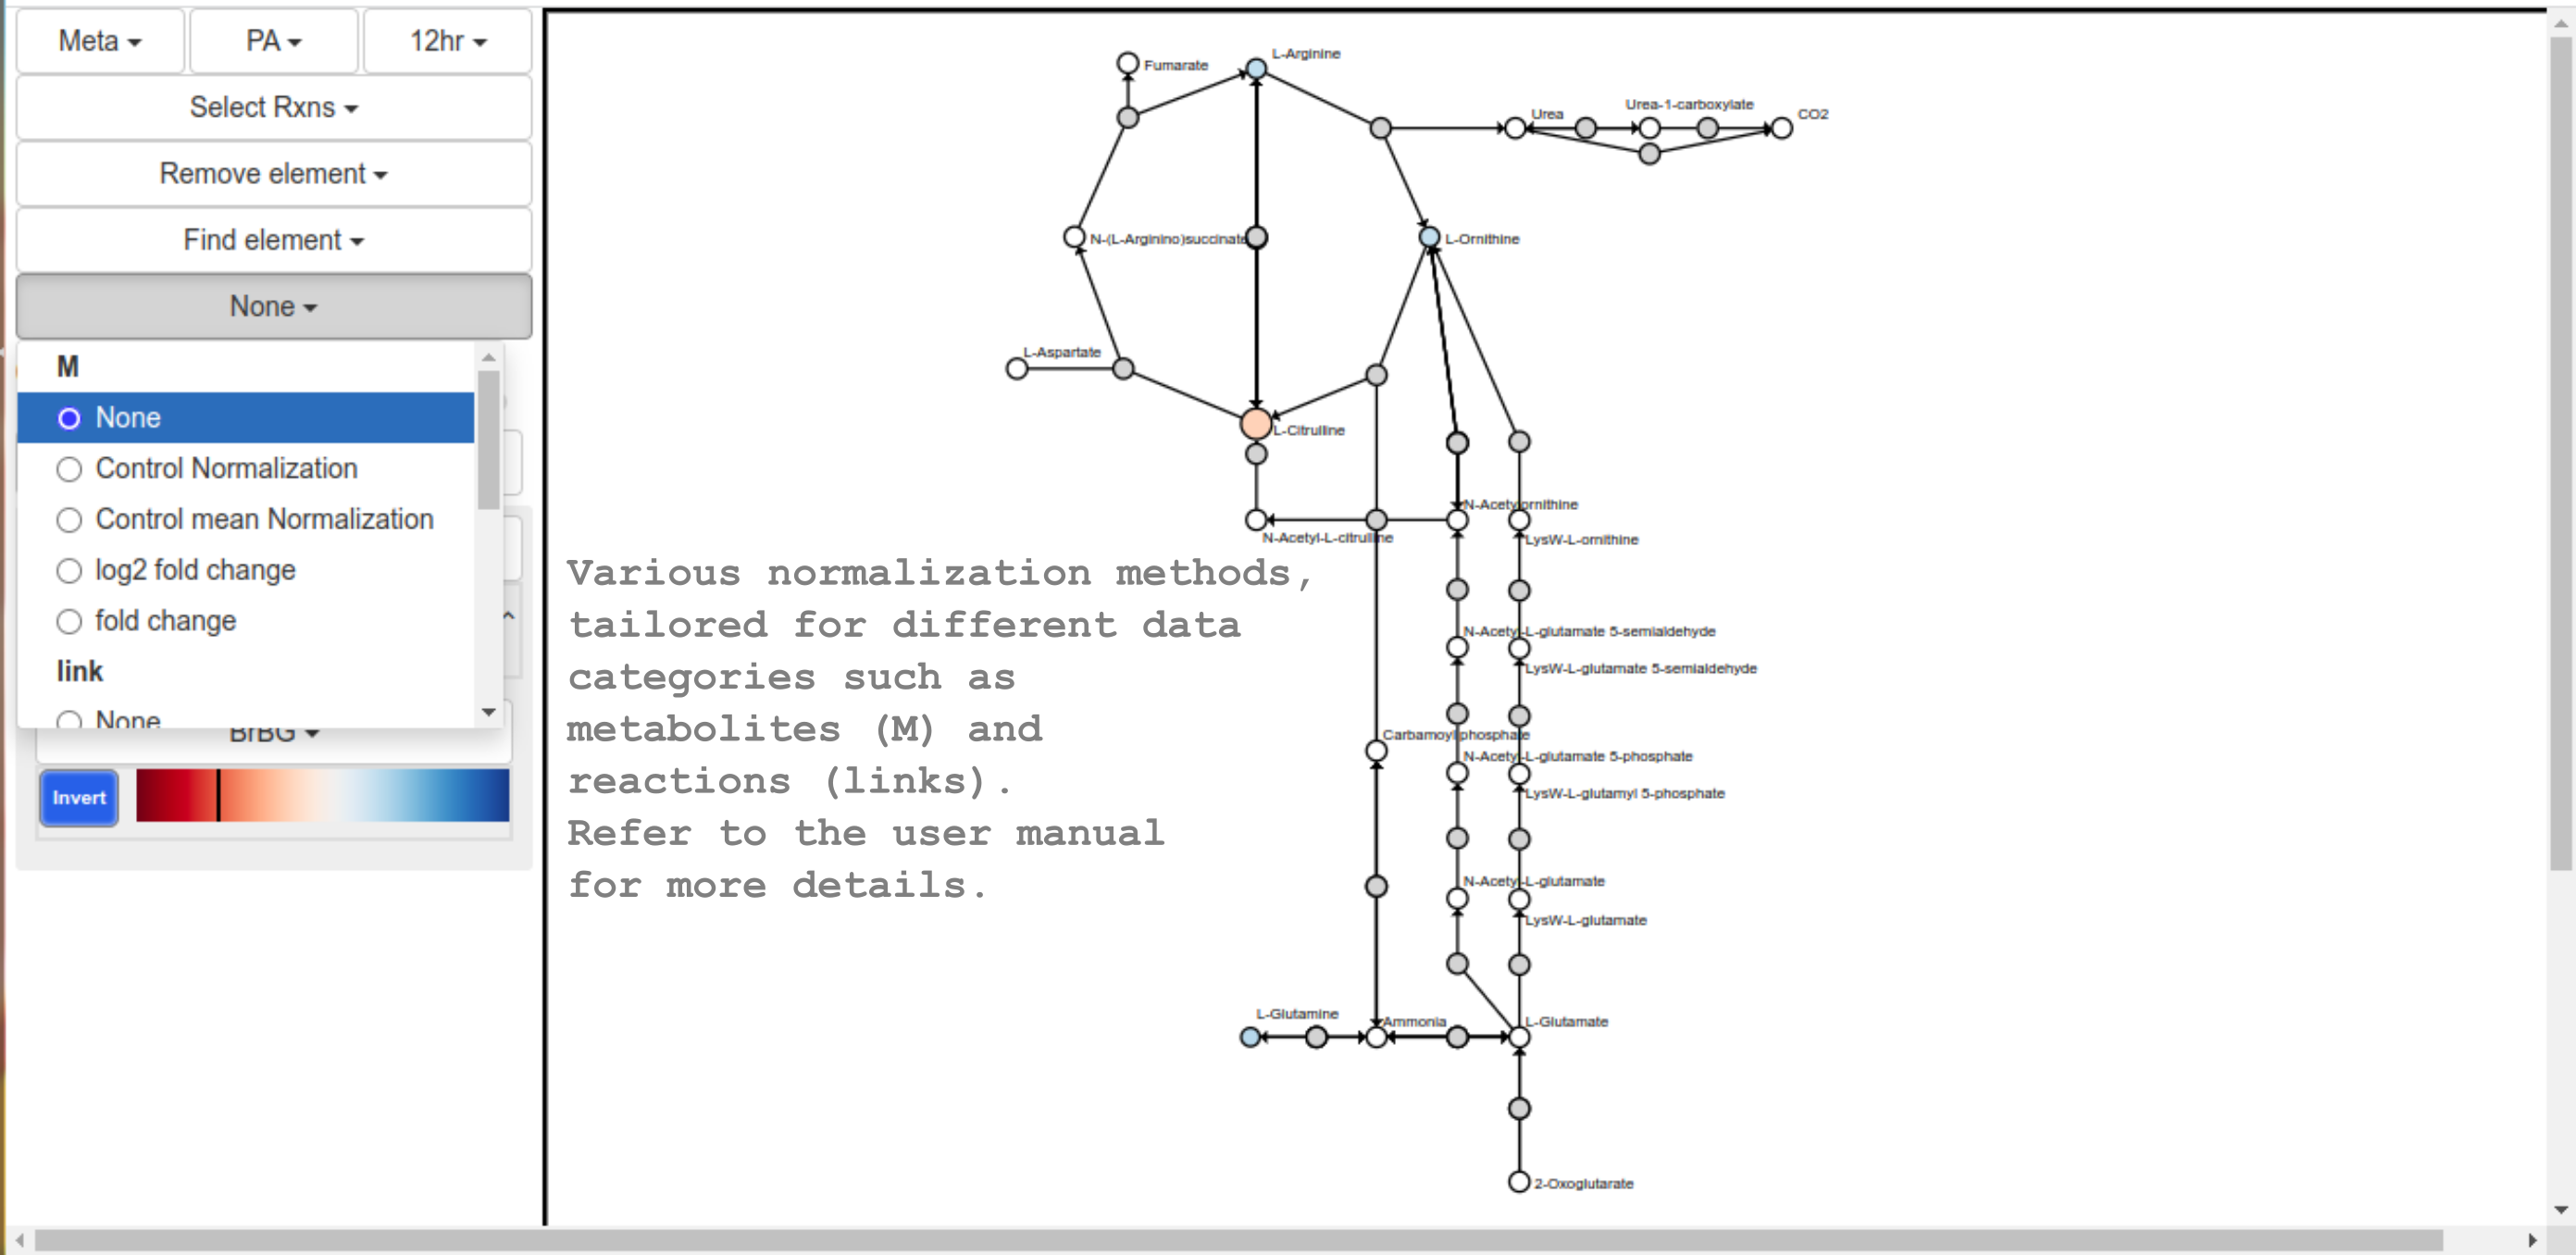 Meta
PA
12hr
Select Rxns
Remove element
Find element
None
M
None
Control Normalization
Control mean Normalization
log2 fold change
fold change
link
None
BrBG
Invert
Various normalization methods,
tailored for different data
categories such as
metabolites (M) and
reactions (links).
Refer to the user manual
for more details.
L-Arginine
Fumarate
Urea
Urea-1-carboxylate
CO2
N-(L-Arginino)succinate
L-Ornithine
L-Aspartate
L-Citrulline
N-Acetylornithine
N-Acetyl-L-citrulline
LysW-L-ornithine
N-Acetyl-L-glutamate 5-semialdehyde
LysW-L-glutamate 5-semialdehyde
Carbamoyl phosphate
N-Acetyl-L-glutamate 5-phosphate
LysW-L-glutamyl 5-phosphate
N-Acetyl-L-glutamate
LysW-L-glutamate
L-Glutamine
Ammonia
L-Glutamate
2-Oxoglutarate